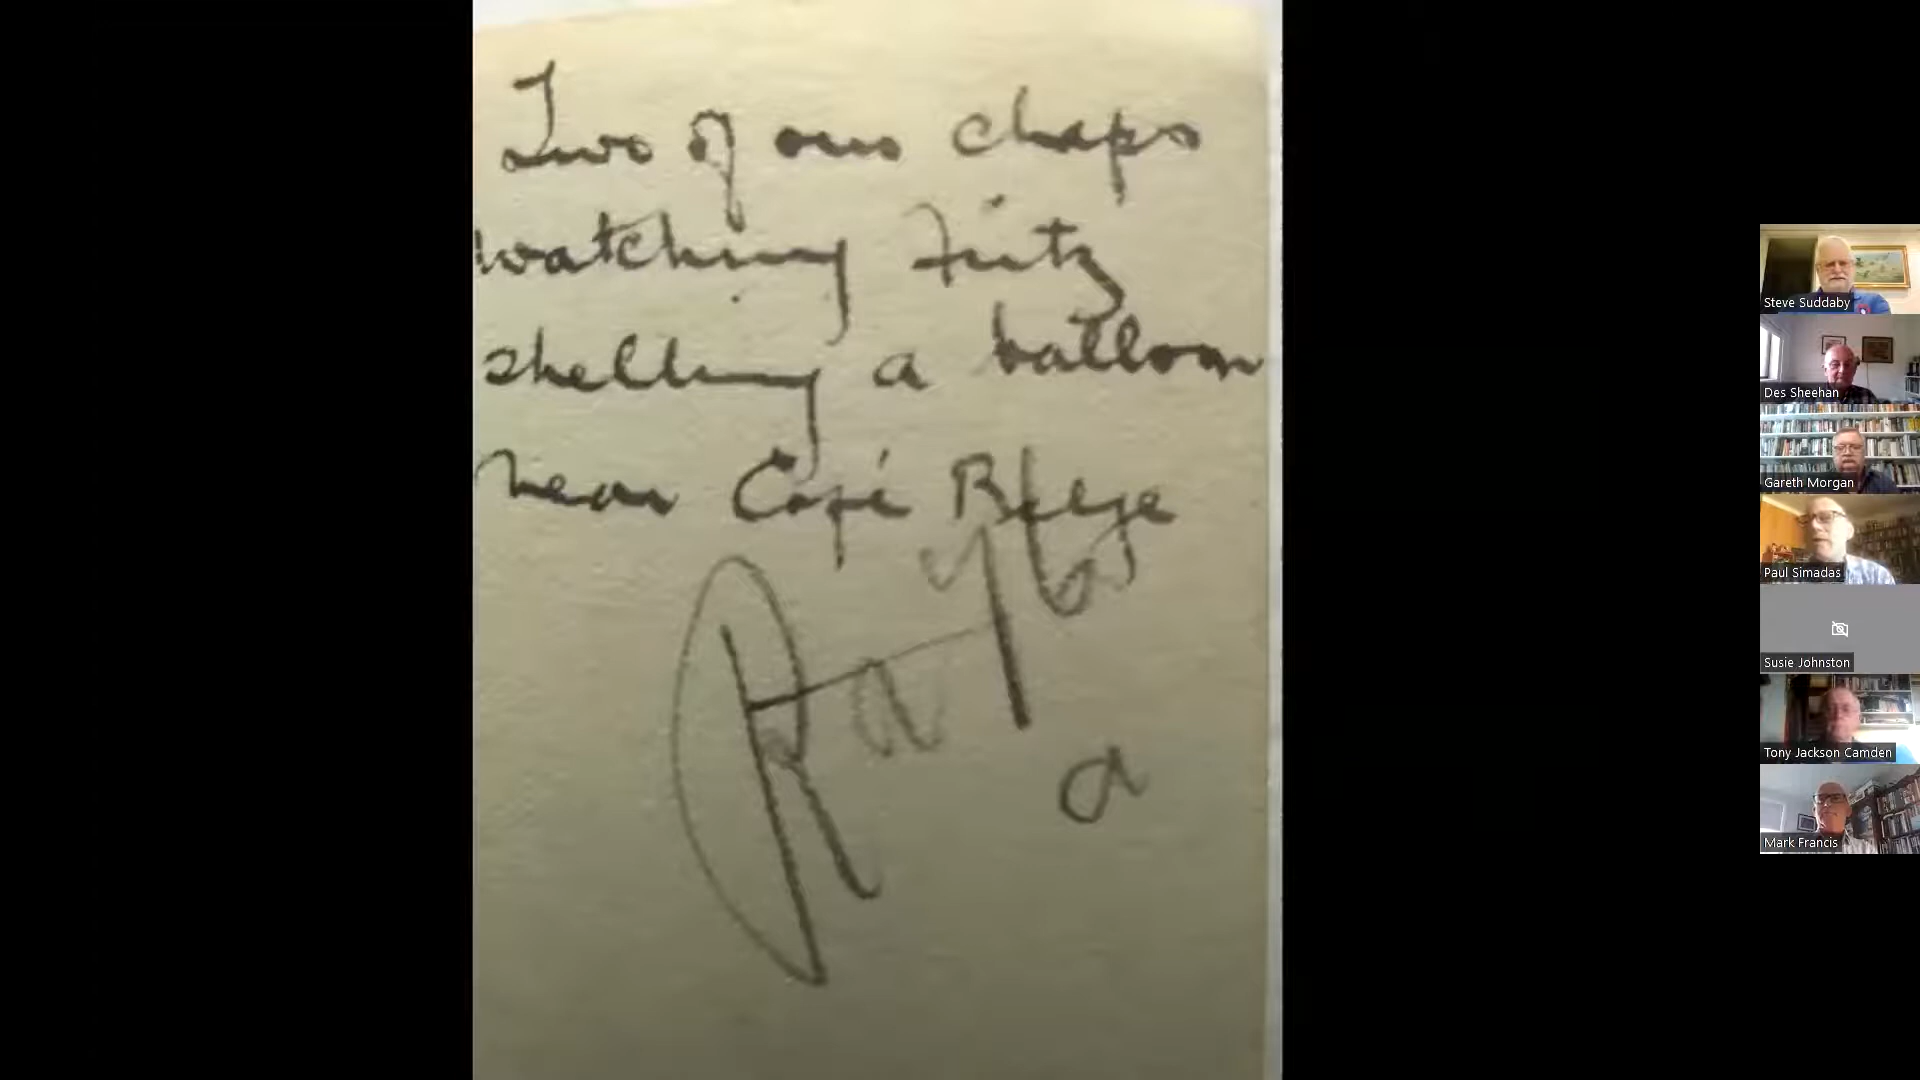 Two of our chaps
watching Fritz
shelling a balloon
near Café Belge
a
Steve Suddaby
Des Sheehan
Gareth Morgan
Paul Simadas
Susie Johnston
Tony Jackson Camden
Mark Francis